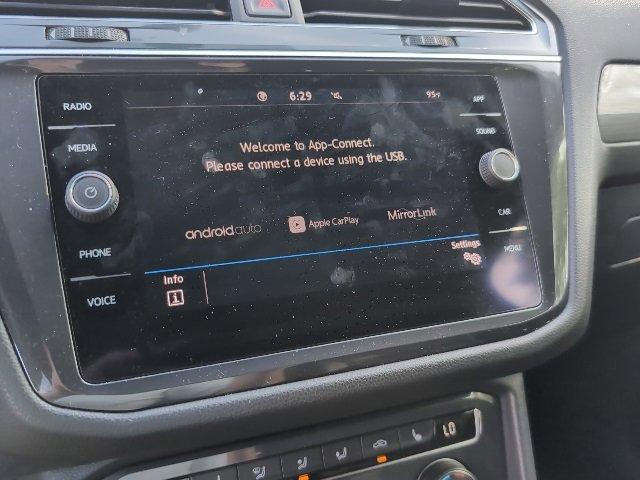 RADIO
MEDIA
PHONE
VOICE
6:29
95°F
Welcome to App-Connect.
Please connect a device using the USB.
androidauto
Apple CarPlay
MirrorLink
Info
i
Settings
APP
SOUND
CAR
MENU
LO